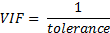 VIF = 1 / tolerance